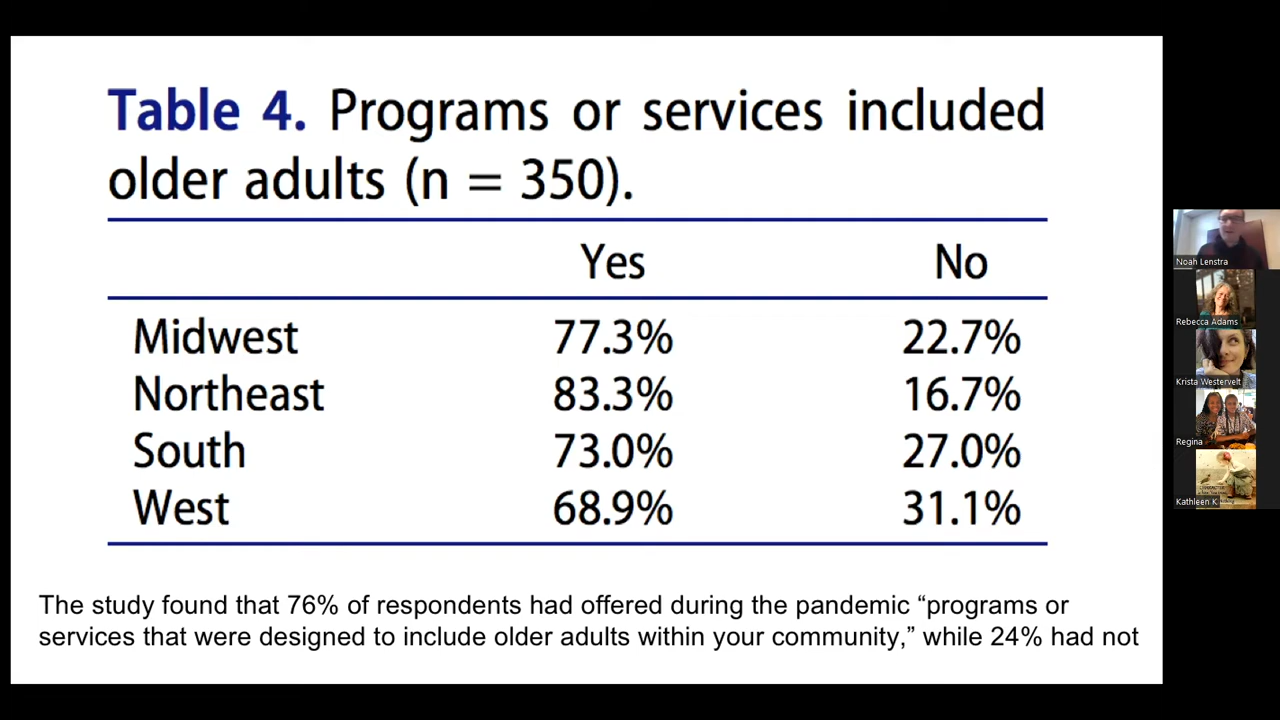 Table 4. Programs or services included
older adults (n = 350).
Yes No
Midwest 77.3% 22.7%
Northeast 83.3% 16.7%
South 73.0% 27.0%
West 68.9% 31.1%
The study found that 76% of respondents had offered during the pandemic “programs or
services that were designed to include older adults within your community,” while 24% had not
Noah Lenstra
Rebecca Adams
Krista Westervelt
Regina
Kathleen K.